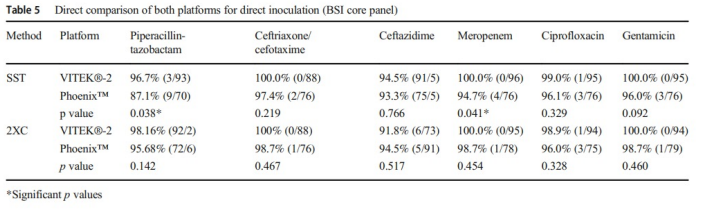 Table 5 Direct comparison of both platforms for direct inoculation (BSI core panel)
Method Platform Piperacillin-tazobactam Ceftriaxone/cefotaxime Ceftazidime Meropenem Ciprofloxacin Gentamicin
SST VITEK®-2 96.7% (3/93) 100.0% (0/88) 94.5% (91/5) 100.0% (0/96) 99.0% (1/95) 100.0% (0/95)
Phoenix™ 87.1% (9/70) 97.4% (2/76) 93.3% (75/5) 94.7% (4/76) 96.1% (3/76) 96.0% (3/76)
p value 0.038* 0.219 0.766 0.041* 0.329 0.092
2XC VITEK®-2 98.16% (92/2) 100% (0/88) 91.8% (6/73) 100.0% (0/95) 98.9% (1/94) 100.0% (0/94)
Phoenix™ 95.68% (72/6) 98.7% (1/76) 94.5% (5/91) 98.7% (1/78) 96.0% (3/75) 98.7% (1/79)
p value 0.142 0.467 0.517 0.454 0.328 0.460
*Significant p values